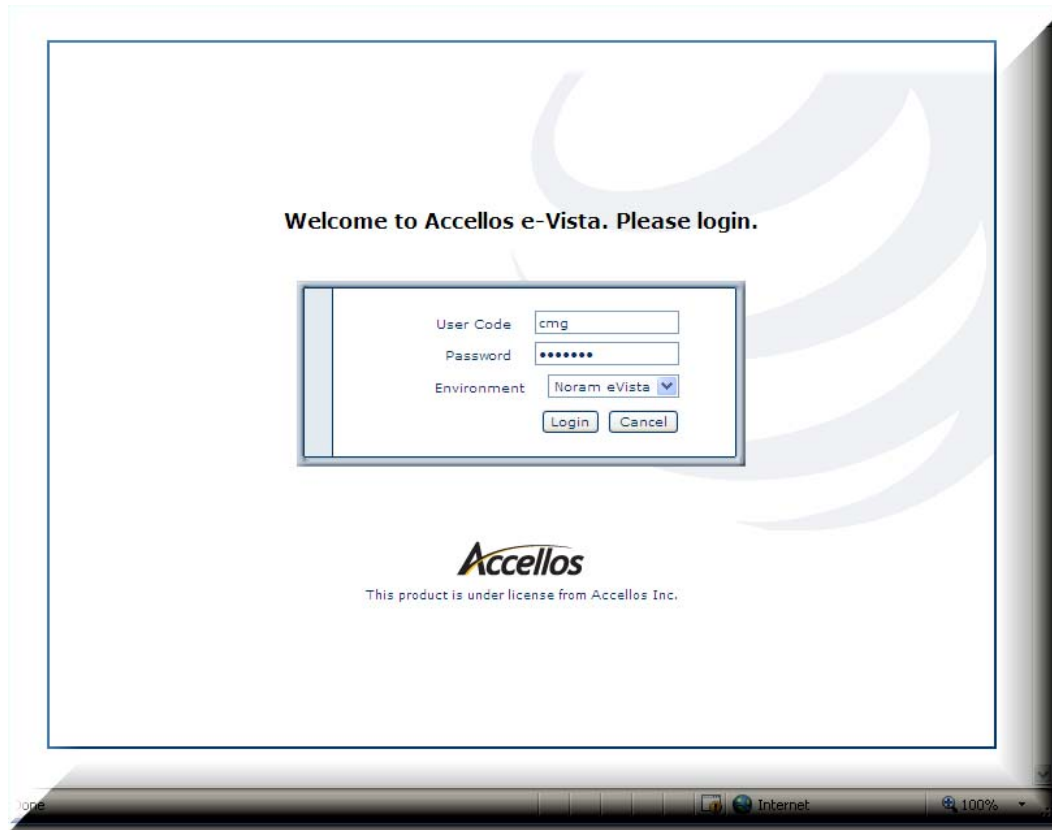 Welcome to Accellos e-Vista. Please login.
User Code cmg
Password •••••••
Environment Noram eVista
Login Cancel
Accellos
This product is under license from Accellos Inc.
Done Internet 100%